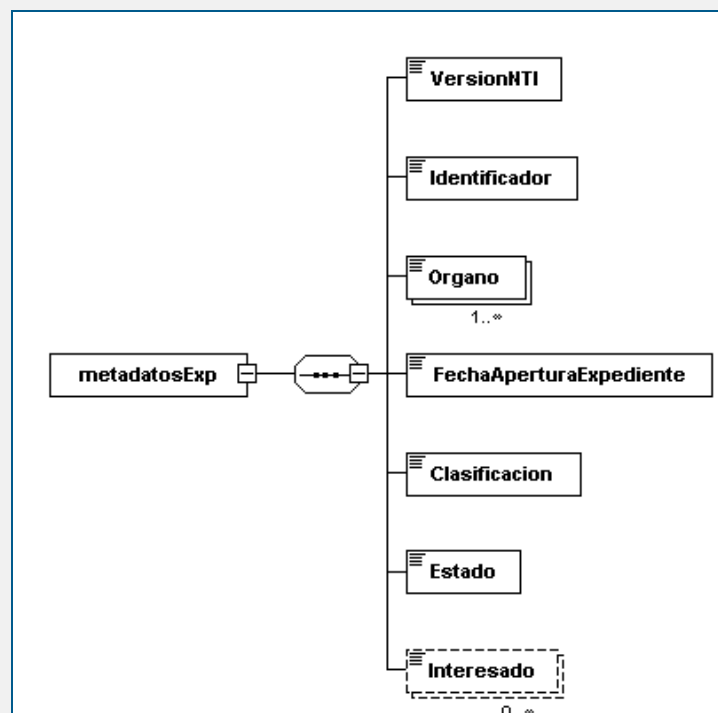 VersionNTI
Identificador
Organo
1..∞
metadatosExp
FechaAperturaExpediente
Clasificacion
Estado
Interesado
0..∞